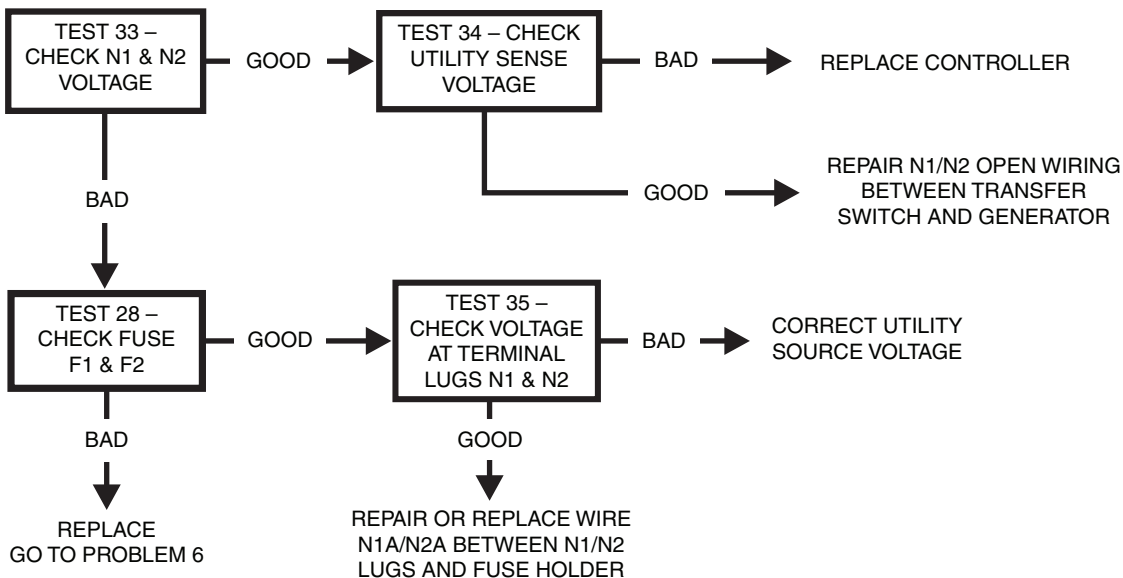 TEST 33 –
CHECK N1 & N2
VOLTAGE
GOOD
TEST 34 – CHECK
UTILITY SENSE
VOLTAGE
BAD
REPLACE CONTROLLER
GOOD
REPAIR N1/N2 OPEN WIRING
BETWEEN TRANSFER
SWITCH AND GENERATOR
BAD
TEST 28 –
CHECK FUSE
F1 & F2
GOOD
TEST 35 –
CHECK VOLTAGE
AT TERMINAL
LUGS N1 & N2
BAD
CORRECT UTILITY
SOURCE VOLTAGE
BAD
REPLACE
GO TO PROBLEM 6
GOOD
REPAIR OR REPLACE WIRE
N1A/N2A BETWEEN N1/N2
LUGS AND FUSE HOLDER